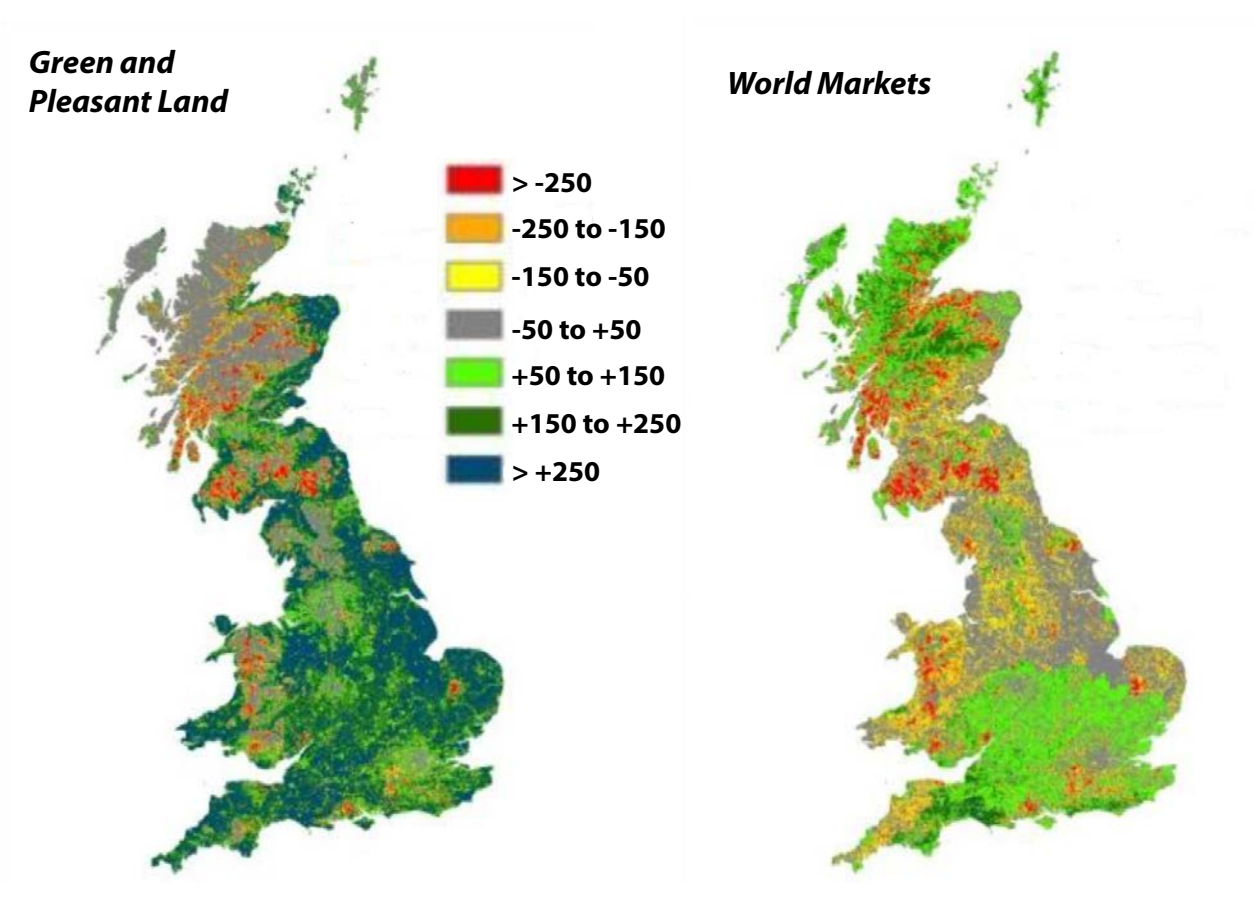 Green and
Pleasant Land
World Markets
> -250
-250 to -150
-150 to -50
-50 to +50
+50 to +150
+150 to +250
> +250